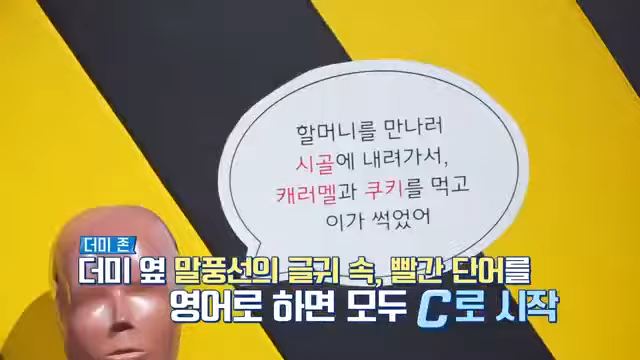 할머니를 만나러
시골에 내려가서,
캐러멜과 쿠키를 먹고
이가 썩었어
더미 존
더미 옆 말풍선의 글귀 속, 빨간 단어를
영어로 하면 모두 C로 시작